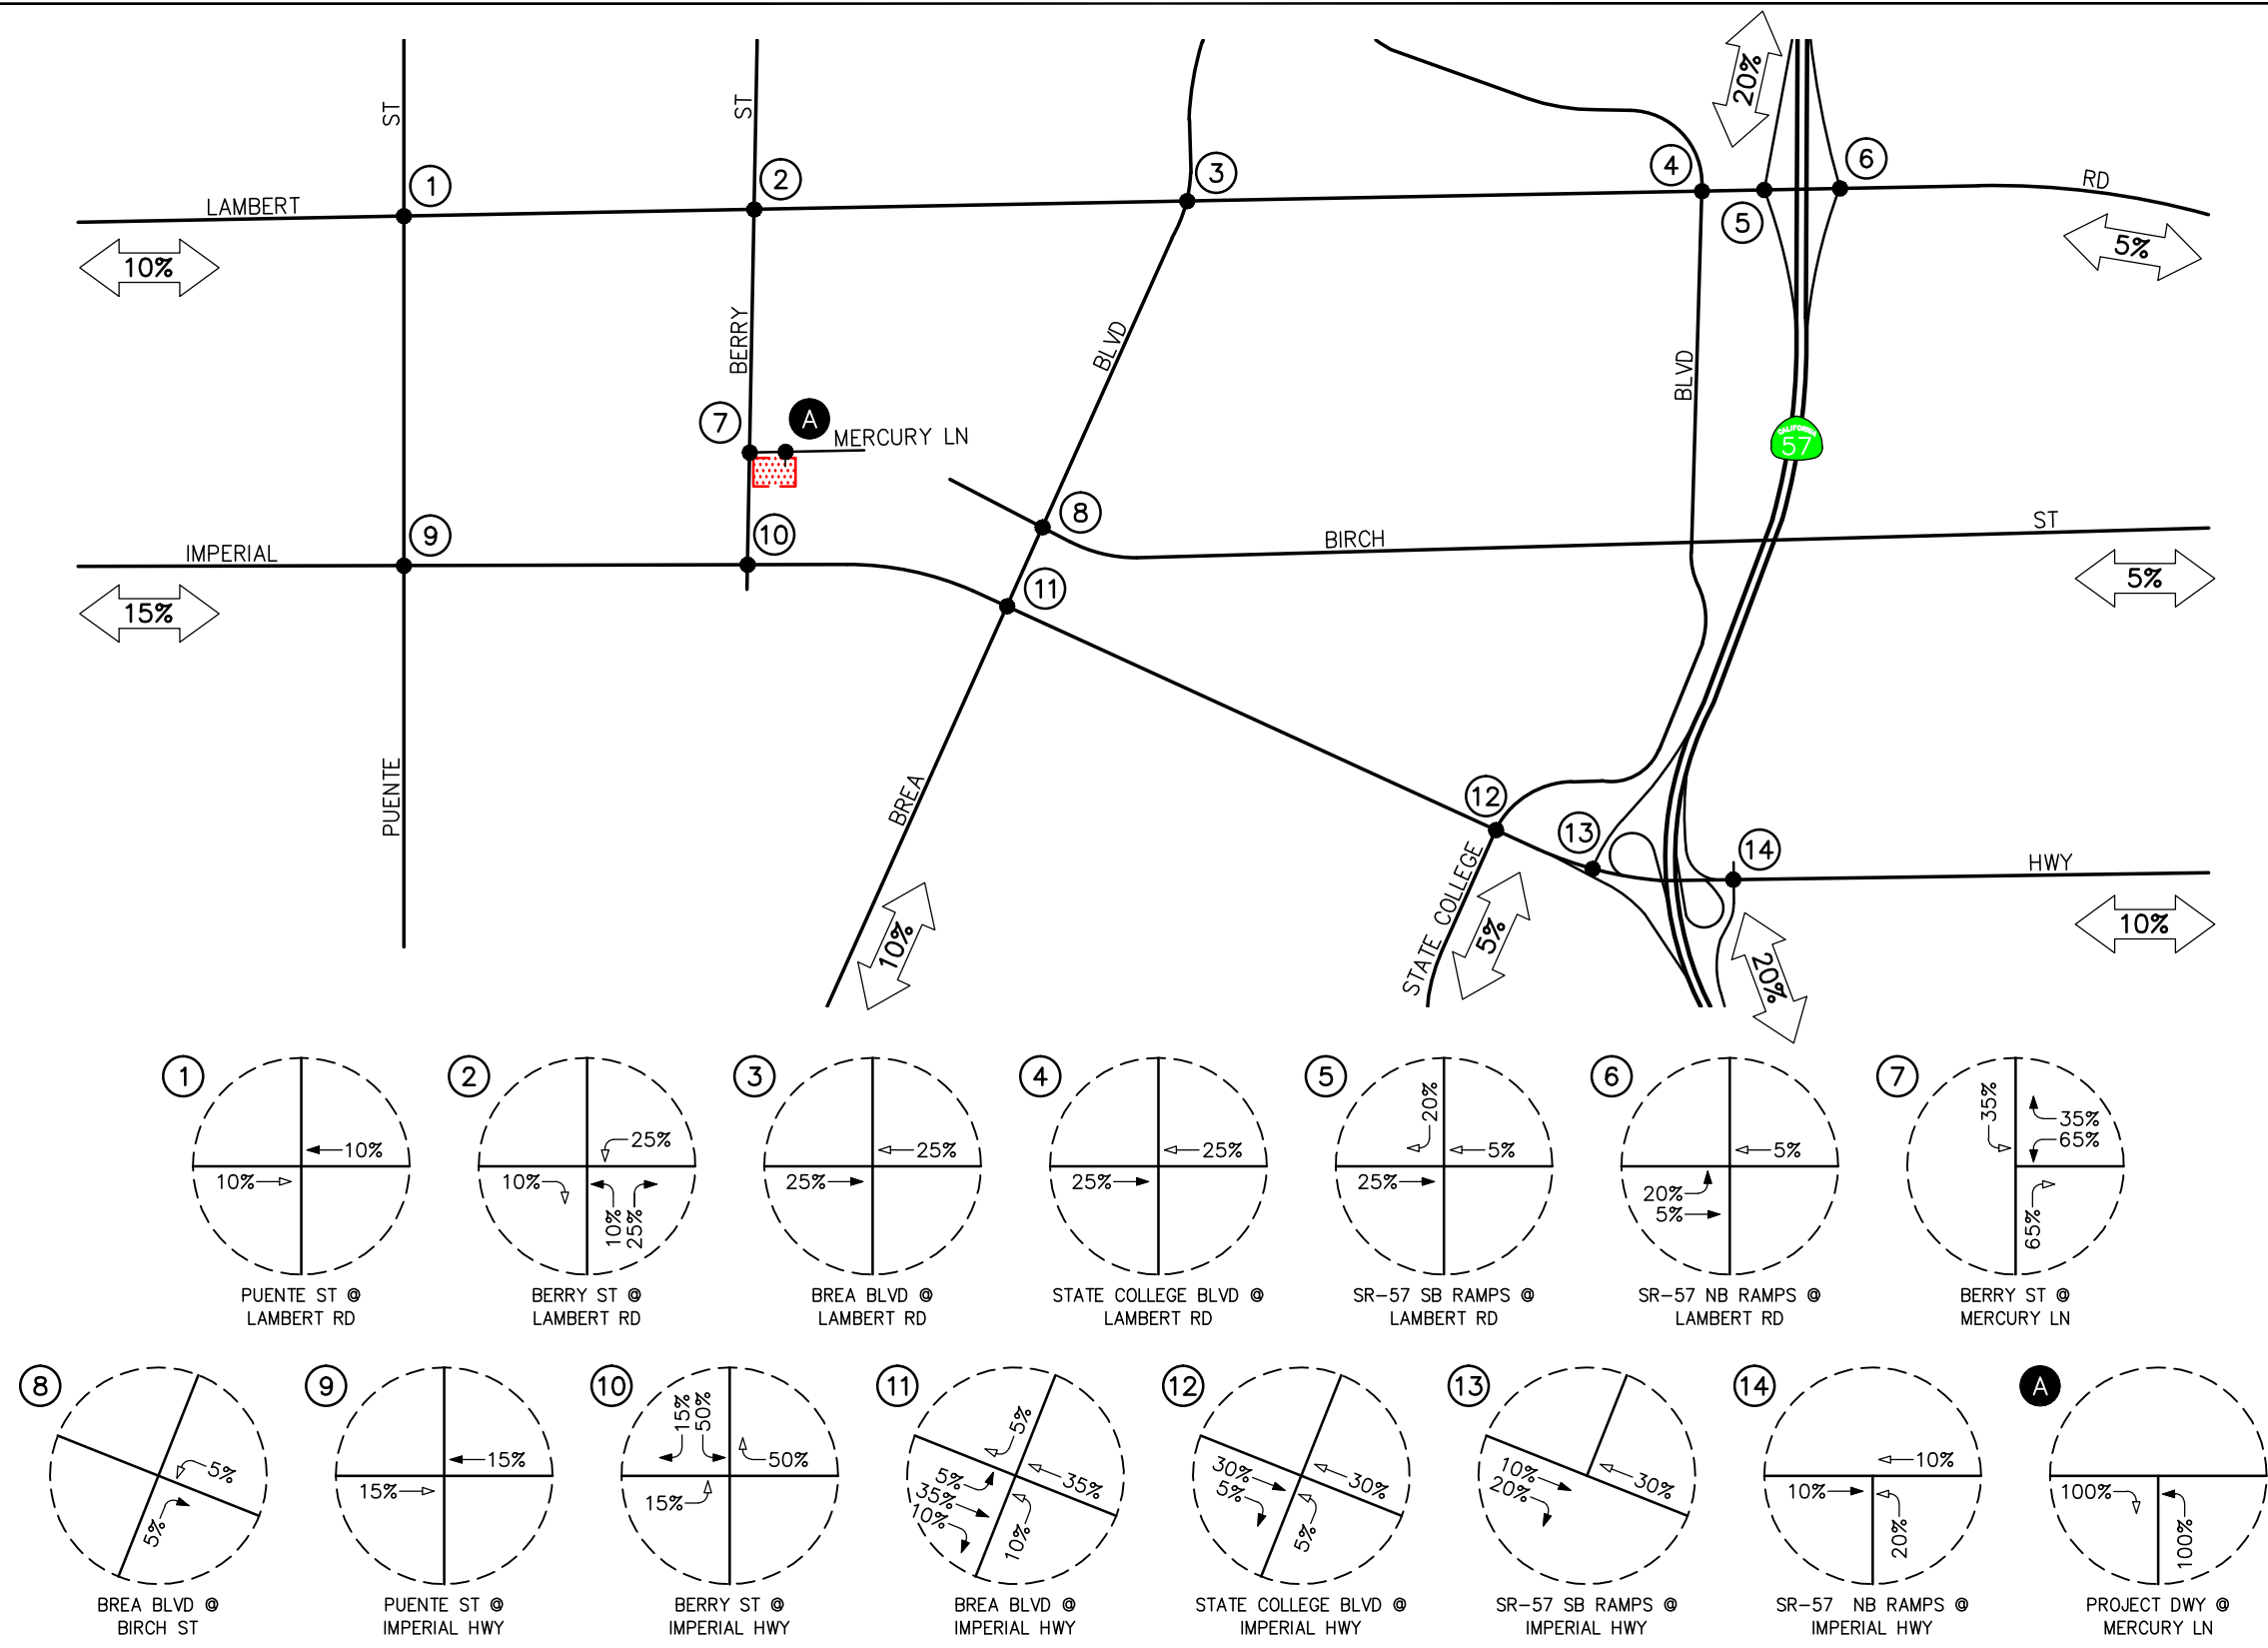 20%
ST
ST
1
2
3
4
5
6
LAMBERT
RD
10%
5%
BERRY
BLVD
BLVD
7
A
MERCURY LN
CALIFORNIA
57
8
9
10
IMPERIAL
BIRCH
ST
11
15%
5%
PUENTE
BREA
12
13
14
STATE COLLEGE
HWY
10%
5%
20%
10%
1
10%
10%
PUENTE ST @
LAMBERT RD
2
25%
10%
10%
25%
BERRY ST @
LAMBERT RD
3
25%
25%
BREA BLVD @
LAMBERT RD
4
25%
25%
STATE COLLEGE BLVD @
LAMBERT RD
5
20%
5%
25%
SR-57 SB RAMPS @
LAMBERT RD
6
5%
20%
5%
SR-57 NB RAMPS @
LAMBERT RD
7
35%
35%
65%
65%
BERRY ST @
MERCURY LN
8
5%
5%
BREA BLVD @
BIRCH ST
9
15%
15%
PUENTE ST @
IMPERIAL HWY
10
15%
50%
50%
15%
BERRY ST @
IMPERIAL HWY
11
5%
5%
35%
35%
10%
10%
BREA BLVD @
IMPERIAL HWY
12
30%
5%
30%
5%
STATE COLLEGE BLVD @
IMPERIAL HWY
13
10%
20%
30%
SR-57 SB RAMPS @
IMPERIAL HWY
14
10%
10%
20%
SR-57 NB RAMPS @
IMPERIAL HWY
A
100%
100%
PROJECT DWY @
MERCURY LN